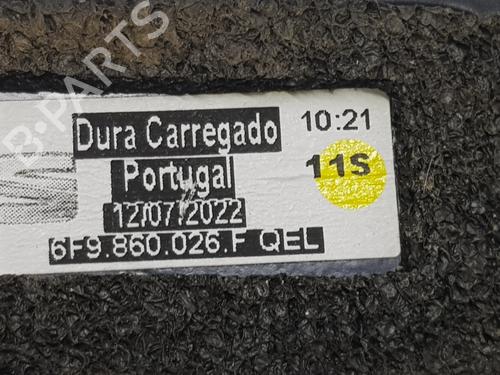 Dura Carregado
10:21
Portugal
11S
12/07/2022
6F9.860.026.F QEL
B-PARTS